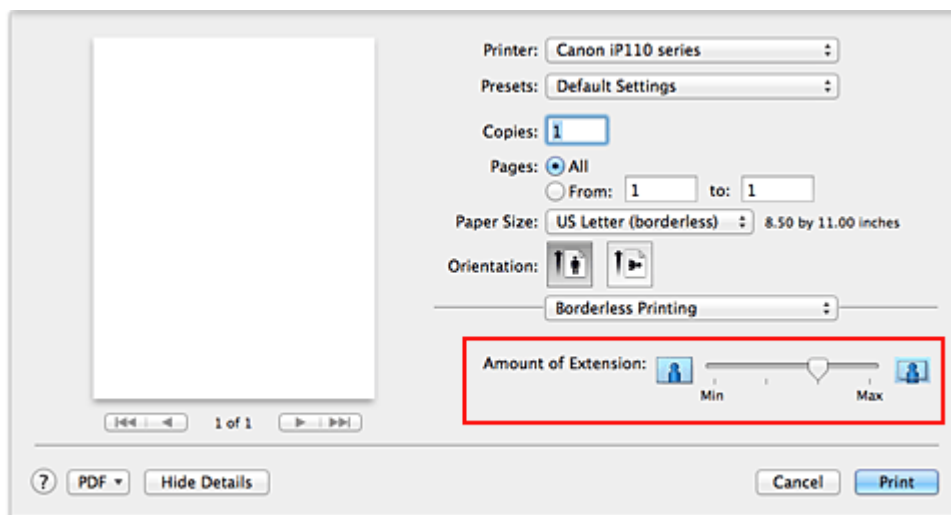 Printer: Canon iP110 series
Presets: Default Settings
Copies: 1
Pages: All
From: 1 to: 1
Paper Size: US Letter (borderless) 8.50 by 11.00 inches
Orientation:
Borderless Printing
Amount of Extension:
Min Max
1 of 1
? PDF Hide Details Cancel Print